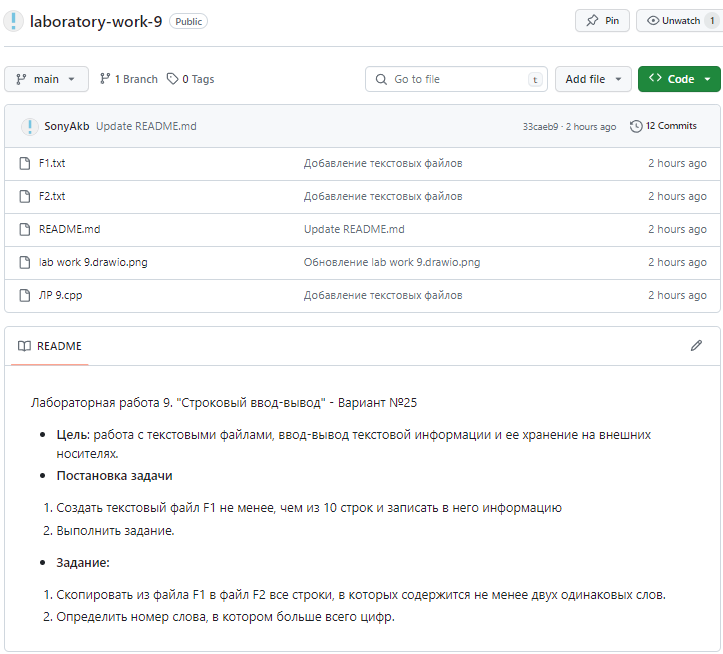 laboratory-work-9 Public Pin Unwatch 1
main 1 Branch 0 Tags Go to file t Add file Code
SonyAkb Update README.md 33caeb9 · 2 hours ago 12 Commits
F1.txt Добавление текстовых файлов 2 hours ago
F2.txt Добавление текстовых файлов 2 hours ago
README.md Update README.md 2 hours ago
lab work 9.drawio.png Обновление lab work 9.drawio.png 2 hours ago
ЛР 9.cpp Добавление текстовых файлов 2 hours ago
README
Лабораторная работа 9. "Строковый ввод-вывод" - Вариант №25
• Цель: работа с текстовыми файлами, ввод-вывод текстовой информации и ее хранение на внешних
носителях.
• Постановка задачи
1. Создать текстовый файл F1 не менее, чем из 10 строк и записать в него информацию
2. Выполнить задание.
• Задание:
1. Скопировать из файла F1 в файл F2 все строки, в которых содержится не менее двух одинаковых слов.
2. Определить номер слова, в котором больше всего цифр.